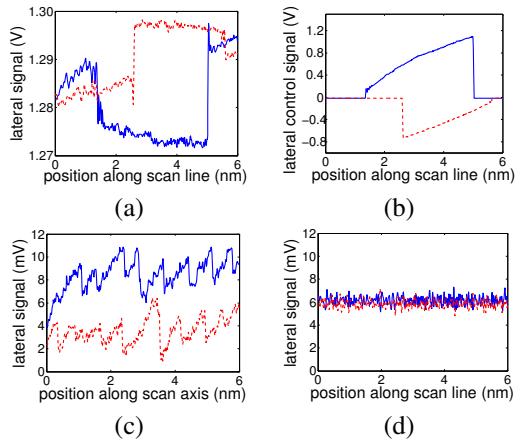 1.30
1.29
1.28
1.27
lateral signal (V)
0 2 4 6
position along scan line (nm)
(a)
1.2
0.8
0.4
0
−0.4
−0.8
lateral control signal (V)
0 2 4 6
position along scan line (nm)
(b)
12
10
8
6
4
2
0
lateral signal (mV)
0 2 4 6
position along scan axis (nm)
(c)
12
10
8
6
4
2
0
lateral signal (mV)
0 2 4 6
position along scan line (nm)
(d)